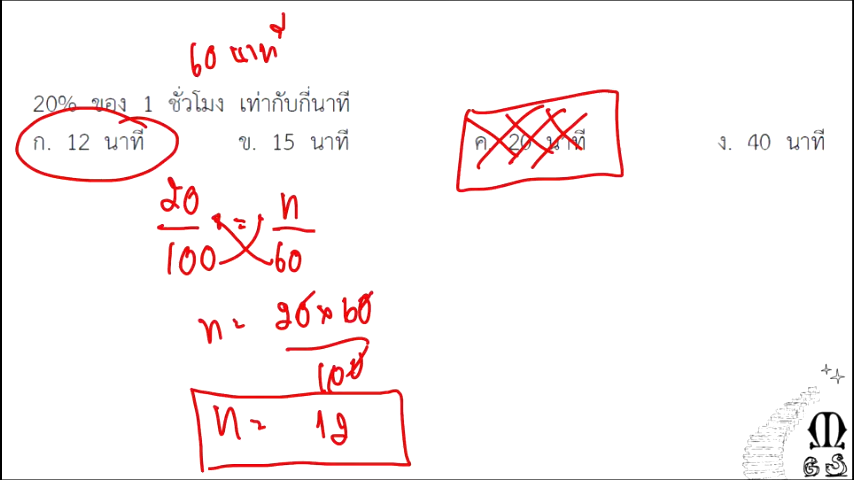 60 นาที
20% ของ 1 ชั่วโมง เท่ากับกี่นาที
ก. 12 นาที ข. 15 นาที ค. 20 นาที ง. 40 นาที
20/100 = n/60
n = 20 × 60
100
n = 12